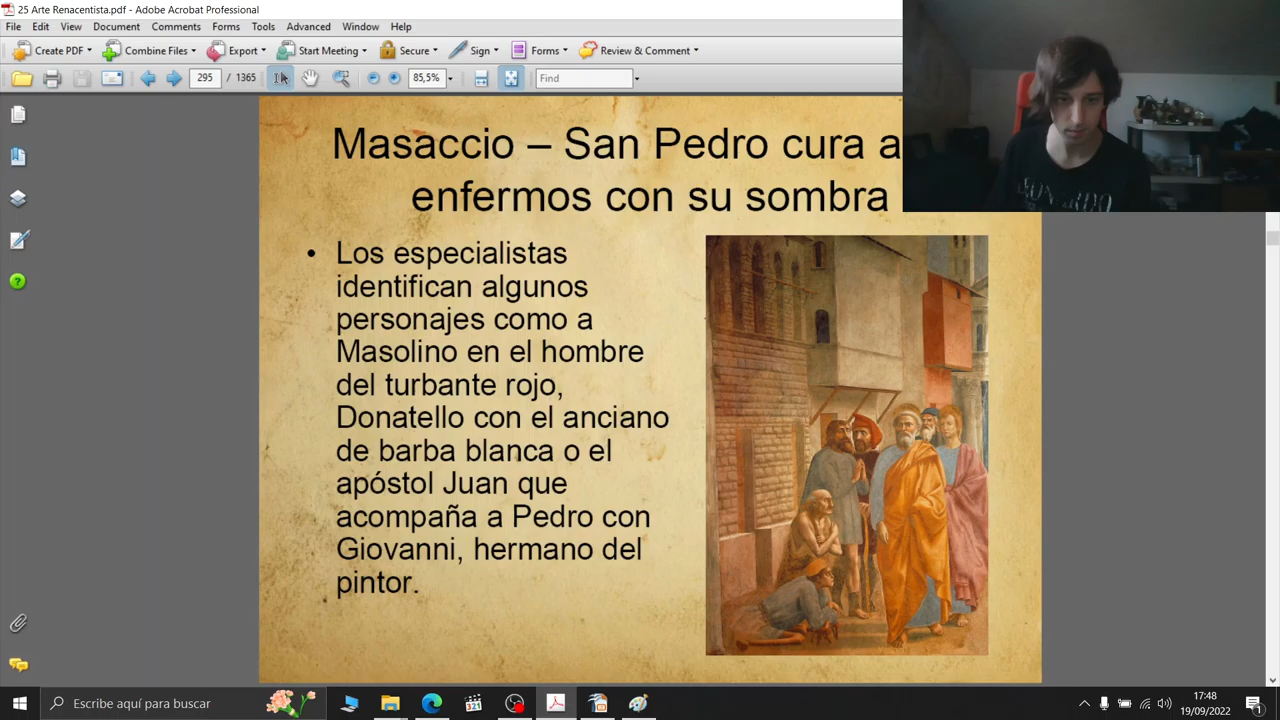 25 Arte Renacentista.pdf - Adobe Acrobat Professional
File Edit View Document Comments Forms Tools Advanced Window Help
Create PDF Combine Files Export Start Meeting Secure Sign Forms Review & Comment
295 / 1365 85,5% Find
Masaccio – San Pedro cura a
enfermos con su sombra
• Los especialistas
identifican algunos
personajes como a
Masolino en el hombre
del turbante rojo,
Donatello con el anciano
de barba blanca o el
apóstol Juan que
acompaña a Pedro con
Giovanni, hermano del
pintor.
Escribe aquí para buscar
321
17:48
19/09/2022
1